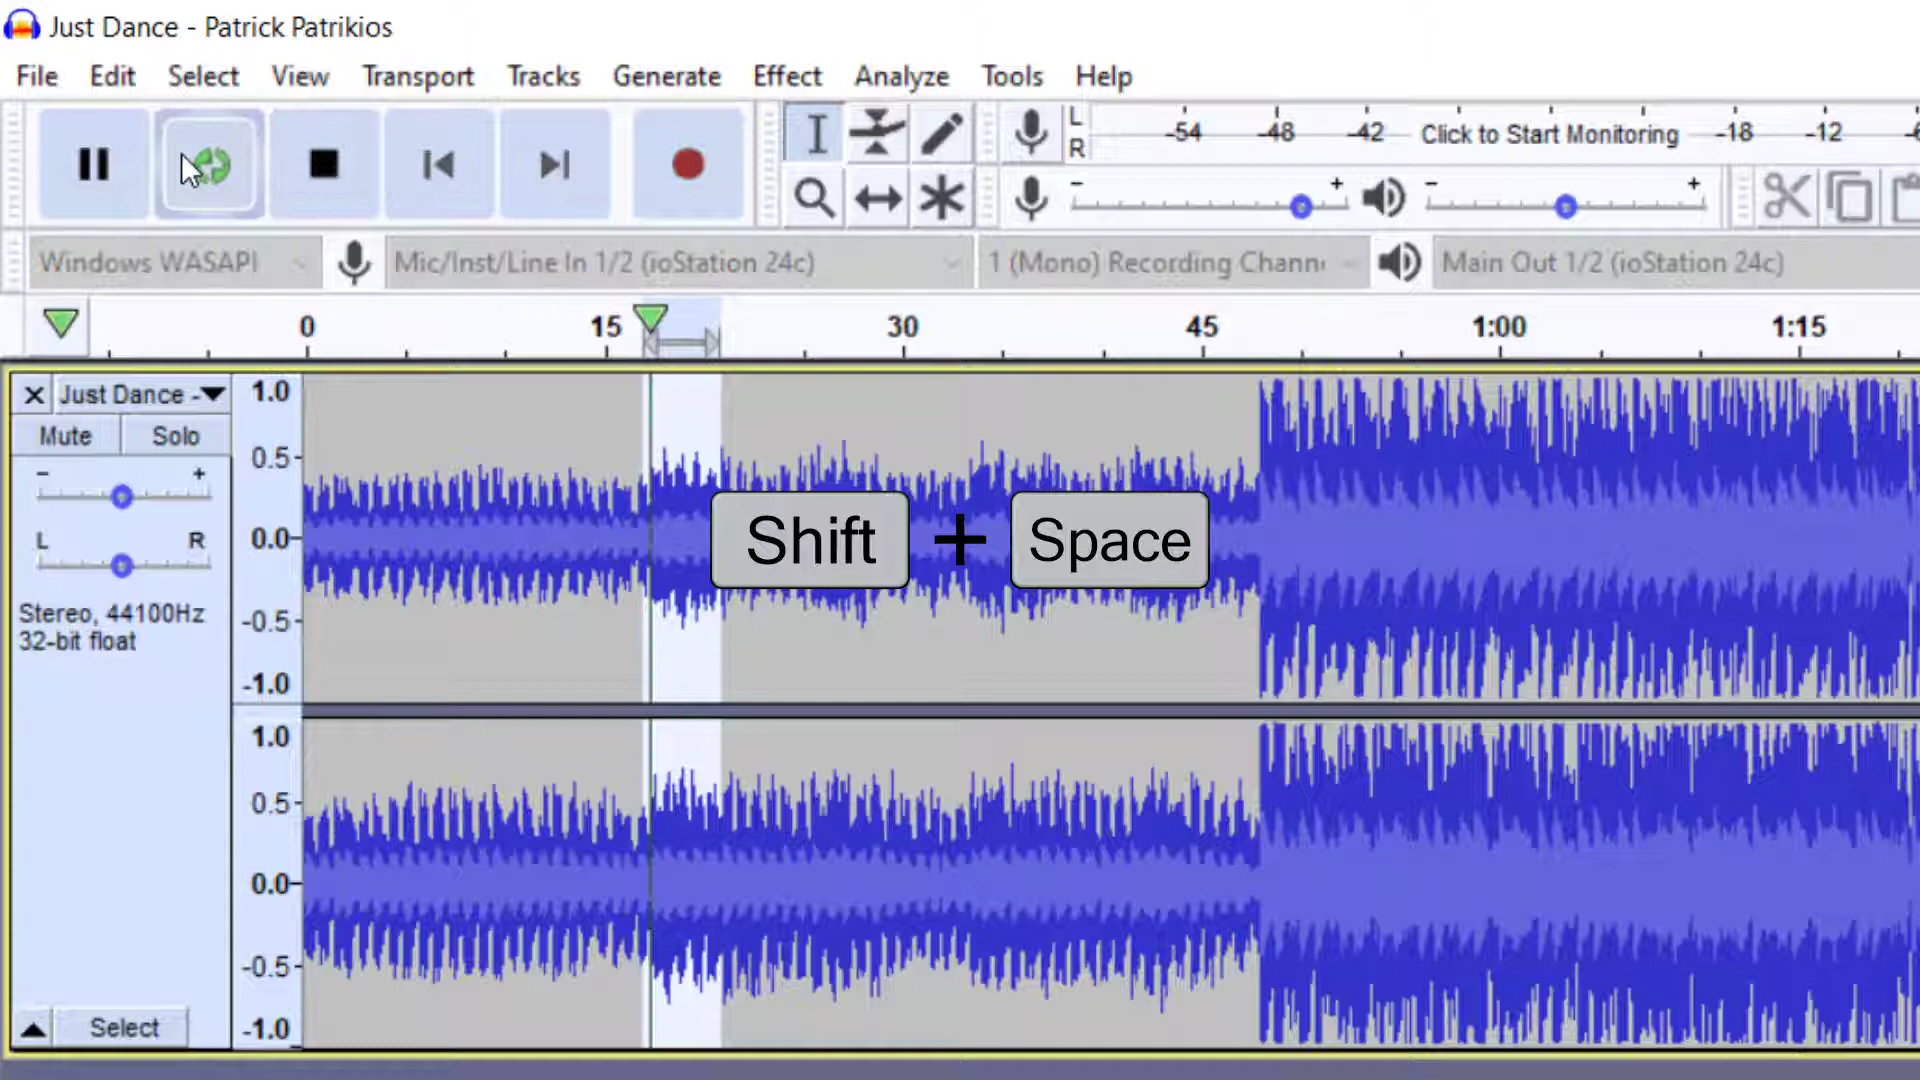 Just Dance - Patrick Patrikios
File Edit Select View Transport Tracks Generate Effect Analyze Tools Help
L
R
-54 -48 -42 Click to Start Monitoring -18 -12
- + - +
Windows WASAPI Mic/Inst/Line In 1/2 (ioStation 24c) 1 (Mono) Recording Main Out 1/2 (ioStation 24c)
0 15 30 45 1:00 1:15
Just Dance -
Mute Solo
- +
L R
Stereo, 44100Hz
32-bit float
1.0
0.5
0.0
-0.5
-1.0
Shift + Space
1.0
0.5
0.0
-0.5
-1.0
Select